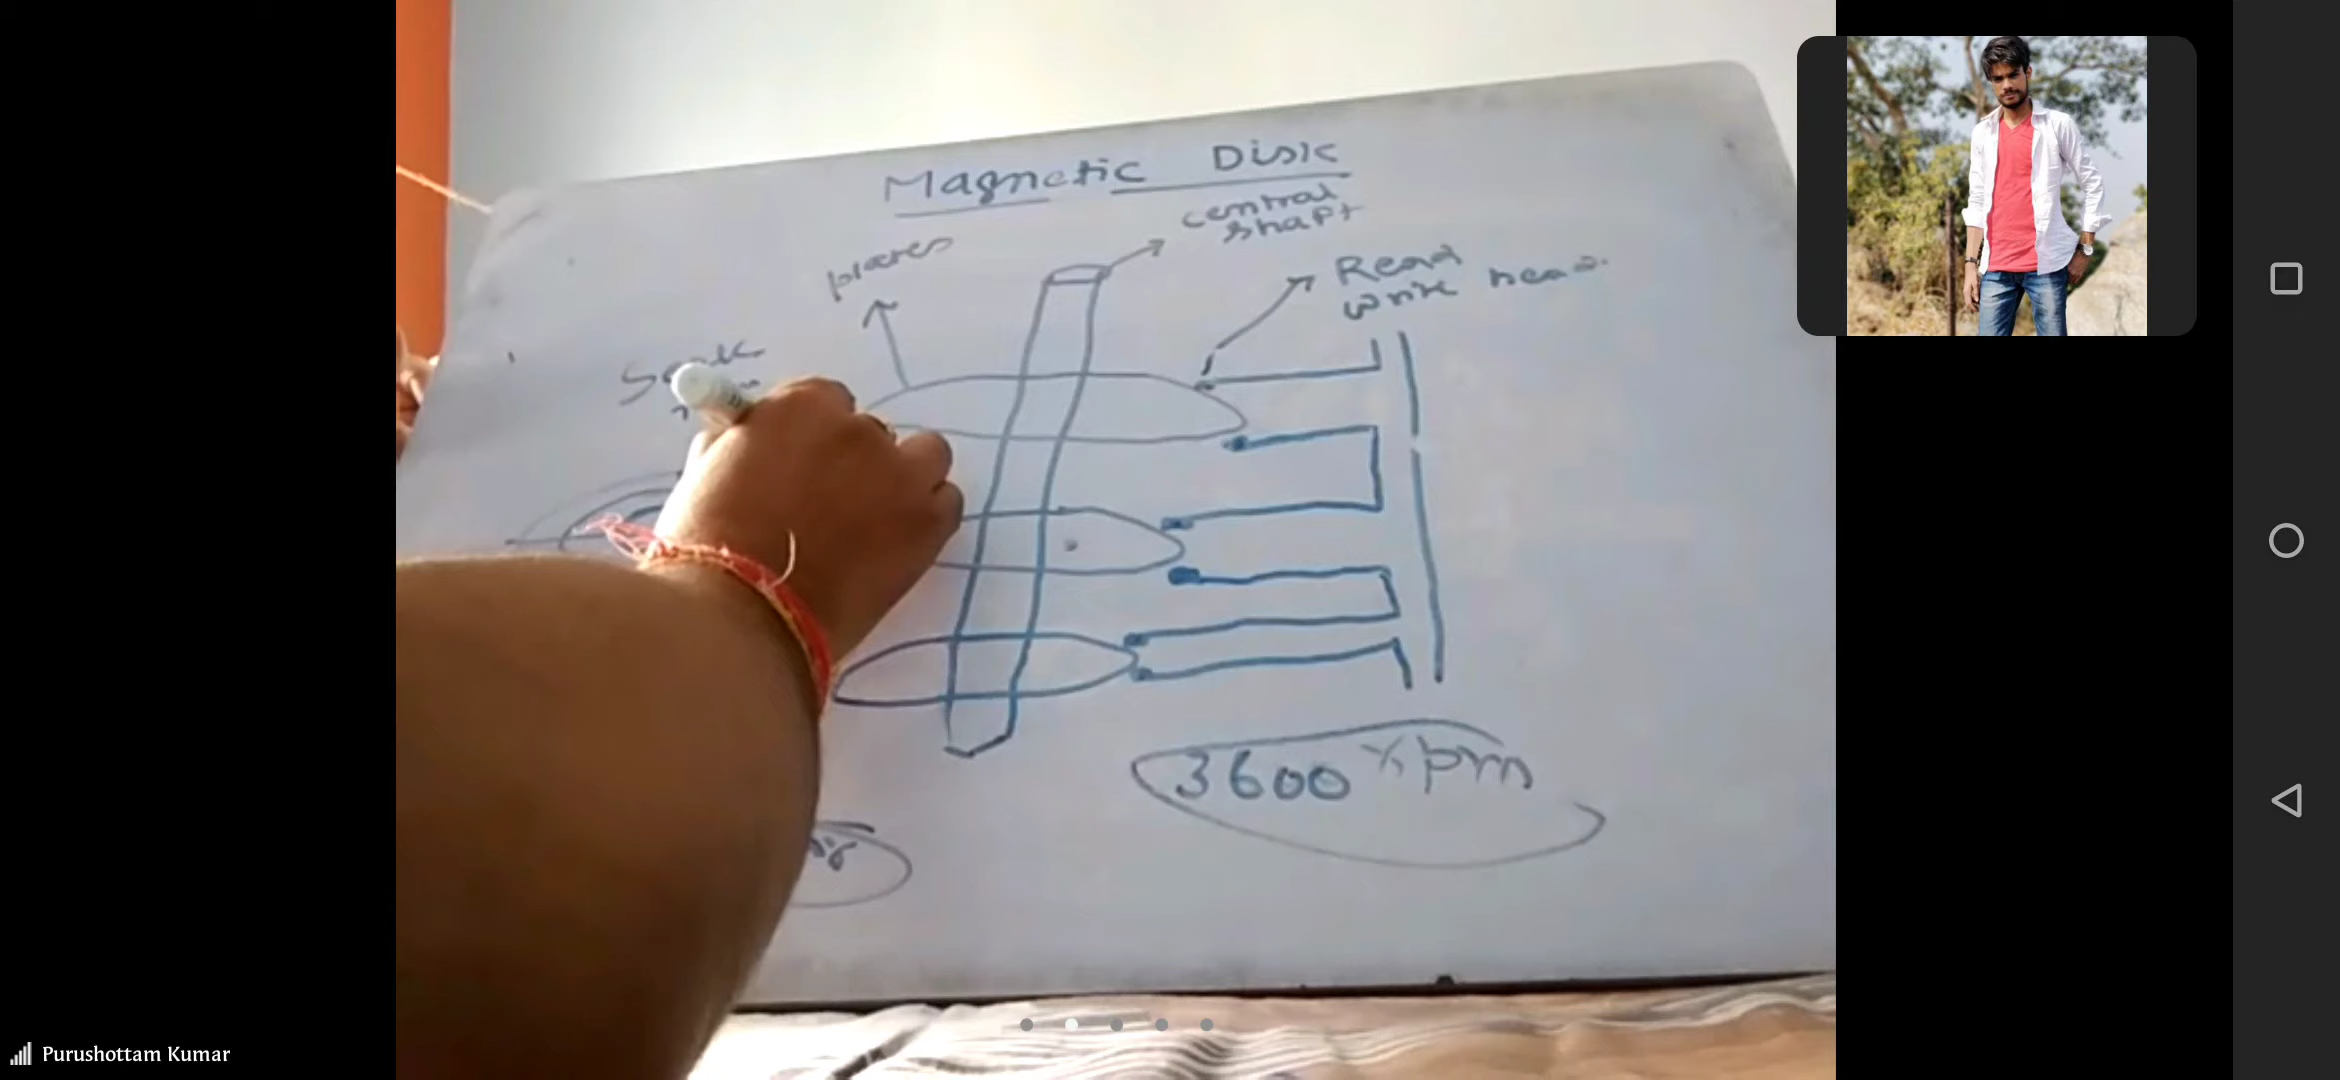 Magnetic Disk
central
shaft
plates
Read
write head.
3600 rpm
Purushottam Kumar